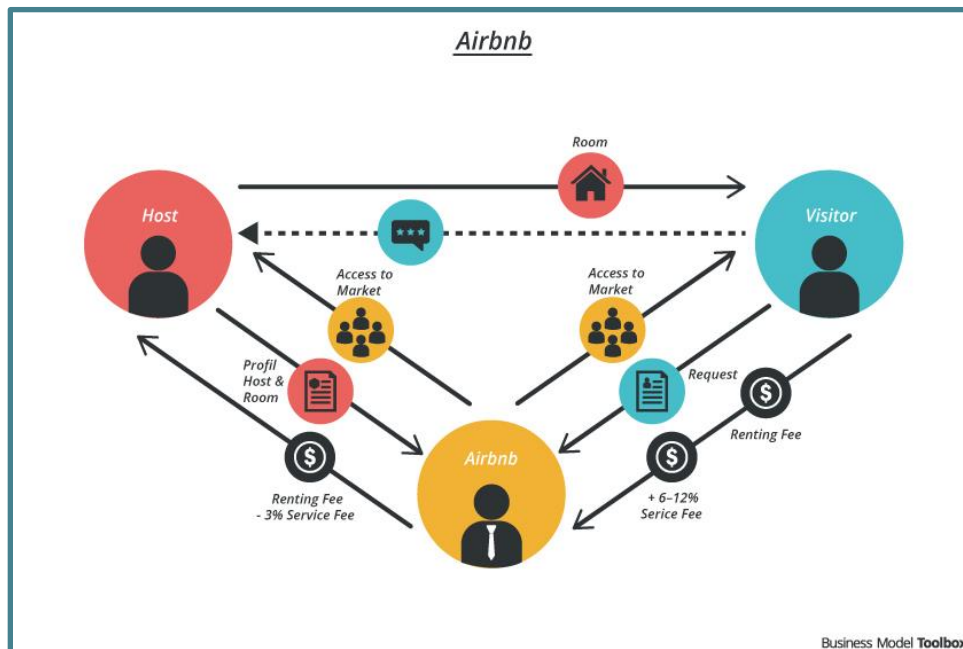 Airbnb
Room
Host
Visitor
Access to
Market
Access to
Market
Profil
Host &
Room
Request
Airbnb
Renting Fee
Renting Fee
- 3% Service Fee
+ 6–12%
Serice Fee
Business Model Toolbox